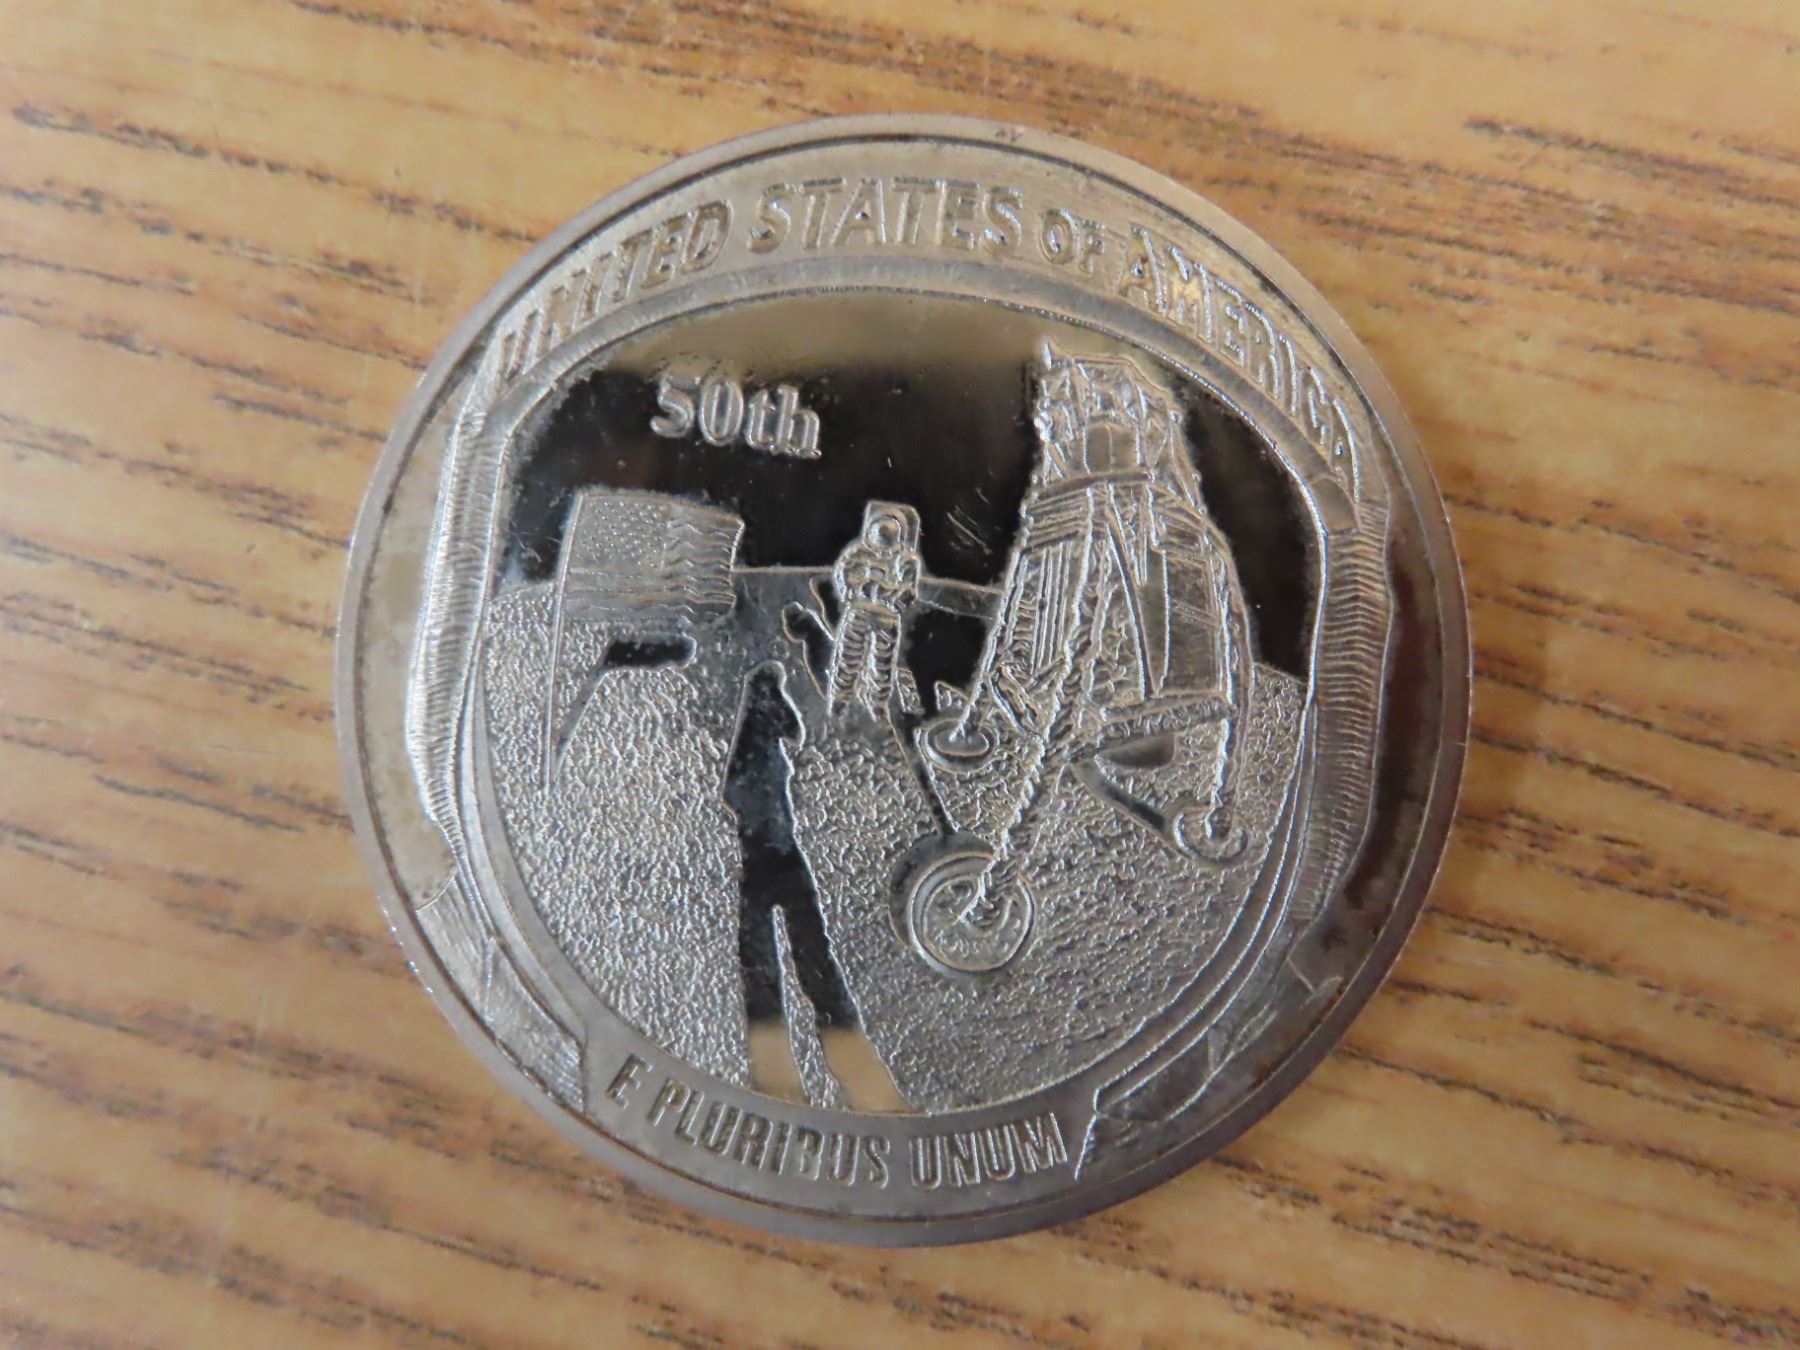 UNITED STATES OF AMERICA
50th
E PLURIBUS UNUM